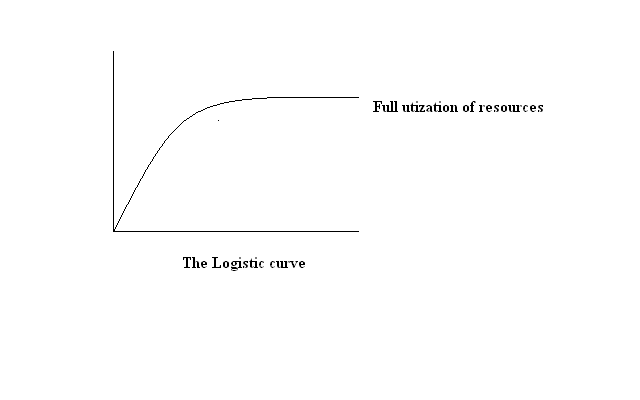 Full utization of resources
The Logistic curve